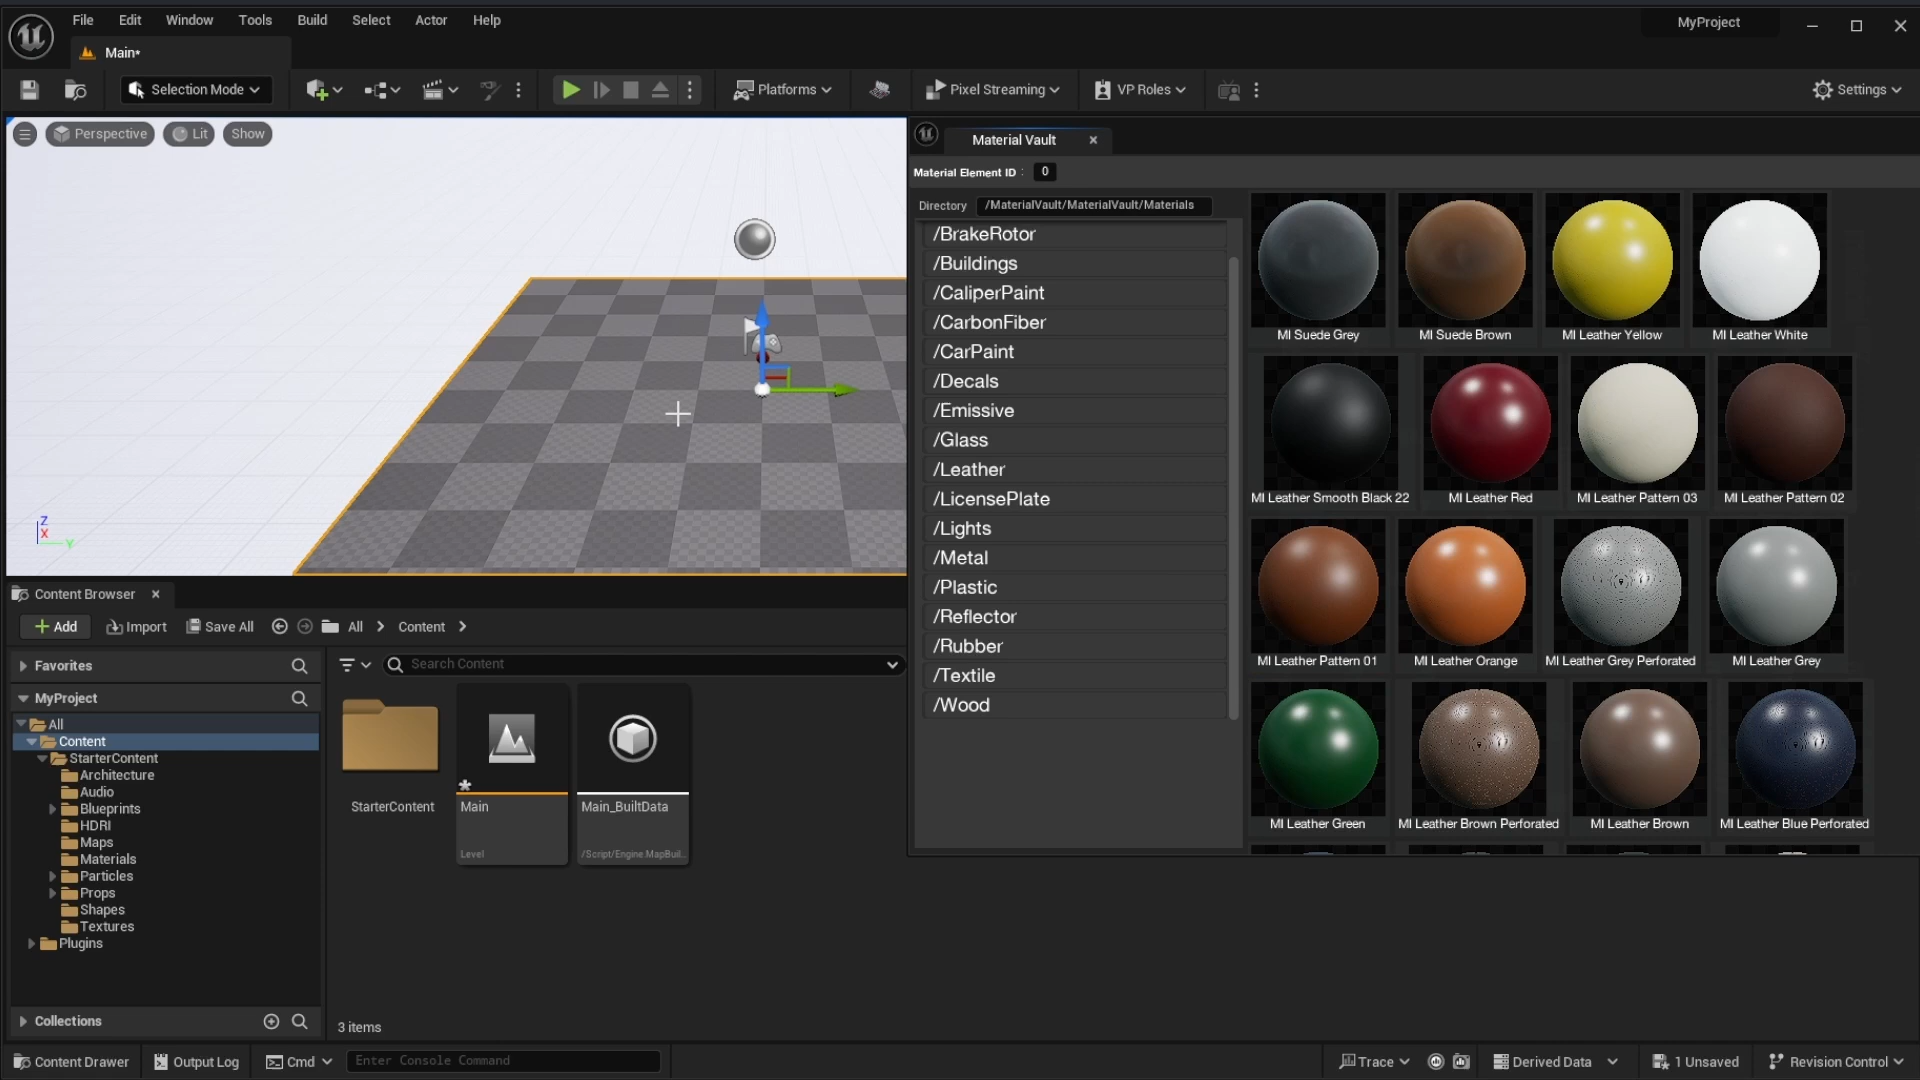 File Edit Window Tools Build Select Actor Help
MyProject
Main*
Selection Mode
Platforms
Pixel Streaming
VP Roles
Settings
Perspective
Lit
Show
Z
X
Y
Material Vault
Material Element ID : 0
Directory /MaterialVault/MaterialVault/Materials
/BrakeRotor
/Buildings
/CaliperPaint
/CarbonFiber
/CarPaint
/Decals
/Emissive
/Glass
/Leather
/LicensePlate
/Lights
/Metal
/Plastic
/Reflector
/Rubber
/Textile
/Wood
MI Suede Grey
MI Suede Brown
MI Leather Yellow
MI Leather White
MI Leather Smooth Black 22
MI Leather Red
MI Leather Pattern 03
MI Leather Pattern 02
MI Leather Pattern 01
MI Leather Orange
MI Leather Grey Perforated
MI Leather Grey
MI Leather Green
MI Leather Brown Perforated
MI Leather Brown
MI Leather Blue Perforated
Content Browser
Add
Import
Save All
All
Content
Favorites
MyProject
All
Content
StarterContent
Architecture
Audio
Blueprints
HDRI
Maps
Materials
Particles
Props
Shapes
Textures
Plugins
Collections
Search Content
StarterContent
Main
Level
Main_BuiltData
/Script/Engine.MapBuil...
3 items
Content Drawer
Output Log
Cmd
Enter Console Command
Trace
Derived Data
1 Unsaved
Revision Control